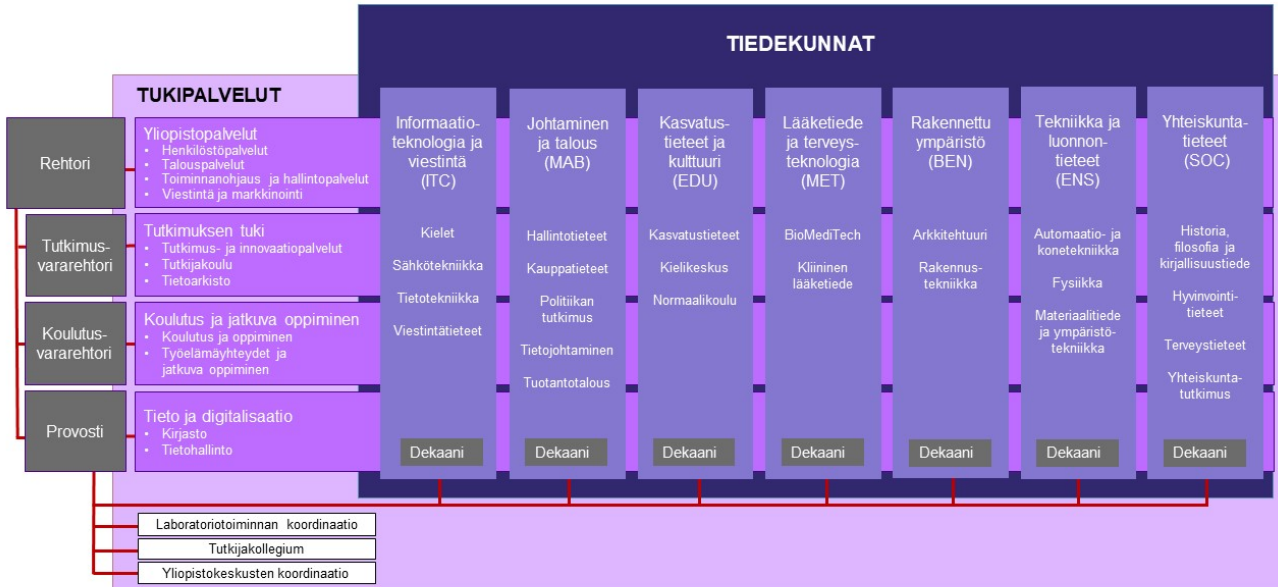 TIEDEKUNNAT
TUKIPALVELUT
Rehtori
Yliopistopalvelut
• Henkilöstöpalvelut
• Talouspalvelut
• Toiminnanohjaus ja hallintopalvelut
• Viestintä ja markkinointi
Tutkimus-
vararehtori
Tutkimuksen tuki
• Tutkimus- ja innovaatiopalvelut
• Tutkijakoulu
• Tietoarkisto
Koulutus-
vararehtori
Koulutus ja jatkuva oppiminen
• Koulutus ja oppiminen
• Työelämäyhteydet ja
jatkuva oppiminen
Provosti
Tieto ja digitalisaatio
• Kirjasto
• Tietohallinto
Informaatio-
teknologia ja
viestintä
(ITC)
Kielet
Sähkötekniikka
Tietotekniikka
Viestintätieteet
Dekaani
Johtaminen
ja talous
(MAB)
Hallintotieteet
Kauppatieteet
Politiikan
tutkimus
Tietojohtaminen
Tuotantotalous
Dekaani
Kasvatus-
tieteet ja
kulttuuri
(EDU)
Kasvatustieteet
Kielikeskus
Normaalikoulu
Dekaani
Lääketiede
ja terveys-
teknologia
(MET)
BioMediTech
Kliininen
lääketiede
Dekaani
Rakennettu
ympäristö
(BEN)
Arkkitehtuuri
Rakennus-
tekniikka
Dekaani
Tekniikka ja
luonnon-
tieteet
(ENS)
Automaatio- ja
konetekniikka
Fysiikka
Materiaalitiede
ja ympäristö-
tekniikka
Dekaani
Yhteiskunta-
tieteet
(SOC)
Historia,
filosofia ja
kirjallisuustiede
Hyvinvointi-
tieteet
Terveystieteet
Yhteiskunta-
tutkimus
Dekaani
Laboratoriotoiminnan koordinaatio
Tutkijakollegium
Yliopistokeskusten koordinaatio